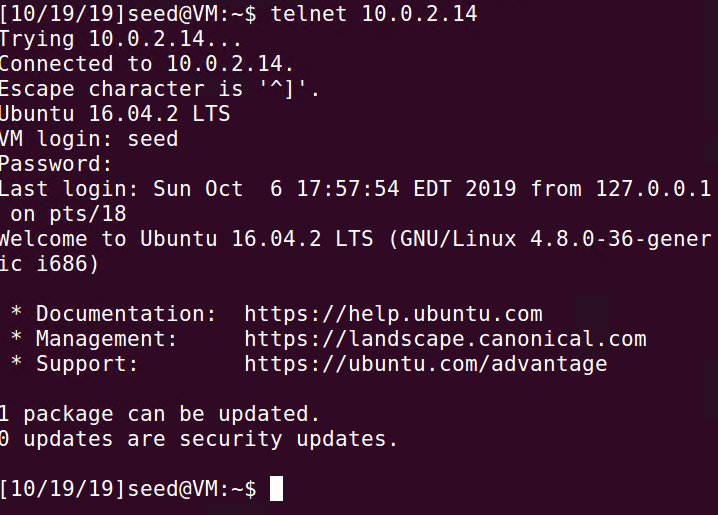 [10/19/19]seed@VM:~$ telnet 10.0.2.14
Trying 10.0.2.14...
Connected to 10.0.2.14.
Escape character is '^]'.
Ubuntu 16.04.2 LTS
VM login: seed
Password:
Last login: Sun Oct  6 17:57:54 EDT 2019 from 127.0.0.1
 on pts/18
Welcome to Ubuntu 16.04.2 LTS (GNU/Linux 4.8.0-36-gener
ic i686)

 * Documentation:  https://help.ubuntu.com
 * Management:     https://landscape.canonical.com
 * Support:        https://ubuntu.com/advantage

1 package can be updated.
0 updates are security updates.

[10/19/19]seed@VM:~$